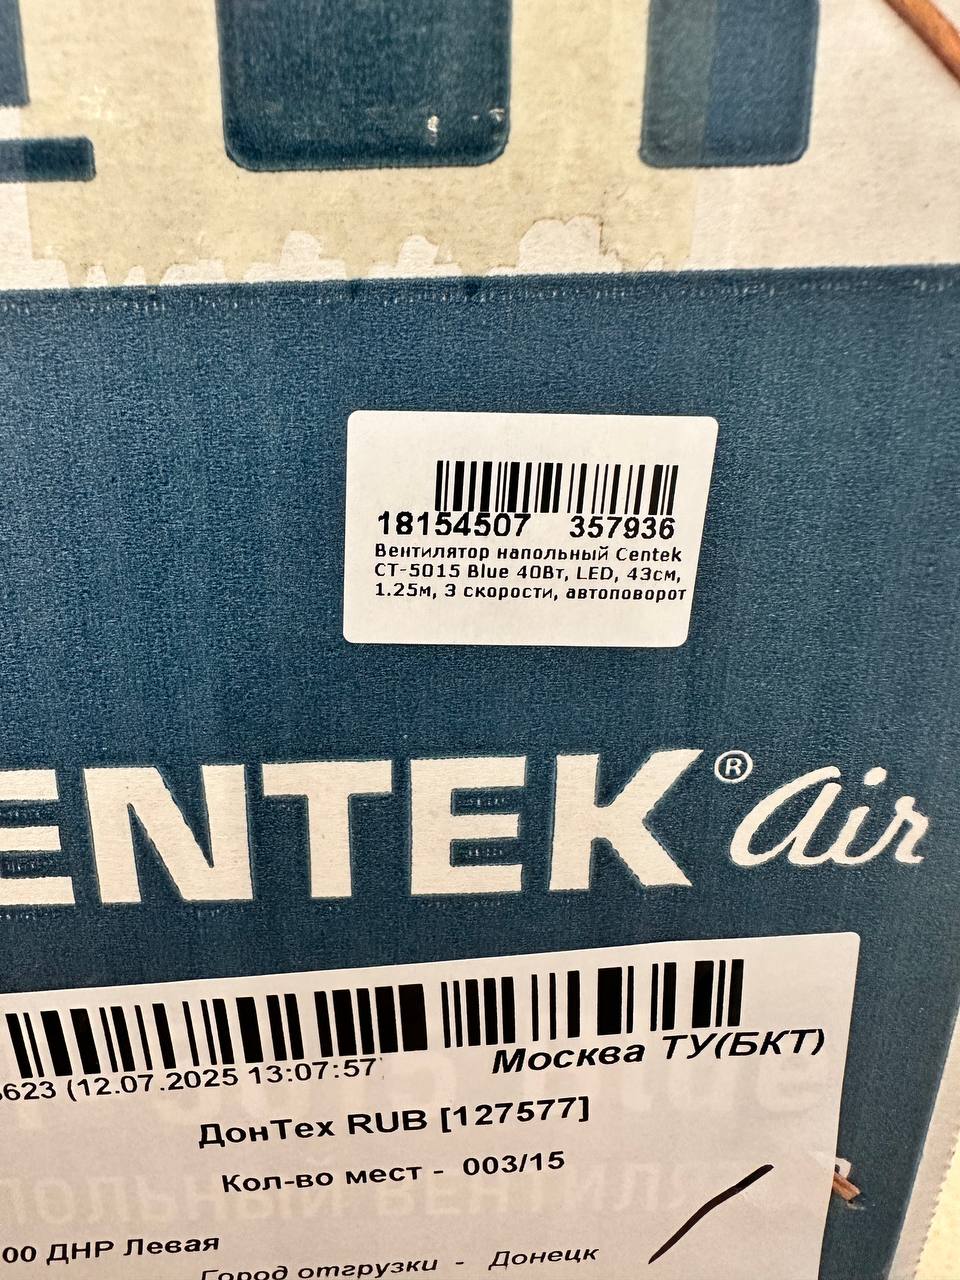 18154507 357936
Вентилятор напольный Centek
CT-5015 Blue 40Вт, LED, 43см,
1.25м, 3 скорости, автоповорот
ENTEK® air
623 (12.07.2025 13:07:57)
Москва ТУ(БКТ)
ДонТех RUB [127577]
Кол-во мест - 003/15
00 ДНР Левая
Город отгрузки - Донецк